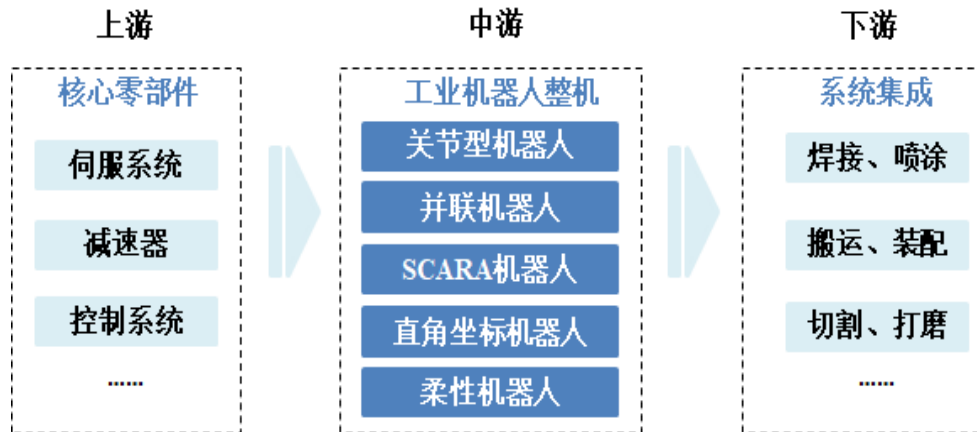 上游
中游
下游
核心零部件
伺服系统
减速器
控制系统
......
工业机器人整机
关节型机器人
并联机器人
SCARA机器人
直角坐标机器人
柔性机器人
系统集成
焊接、喷涂
搬运、装配
切割、打磨
......